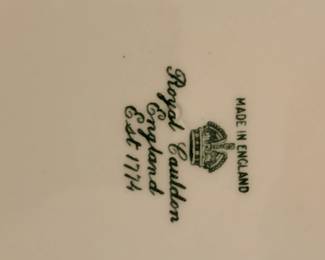 MADE IN ENGLAND
Royal Cauldon
England
Est 1774